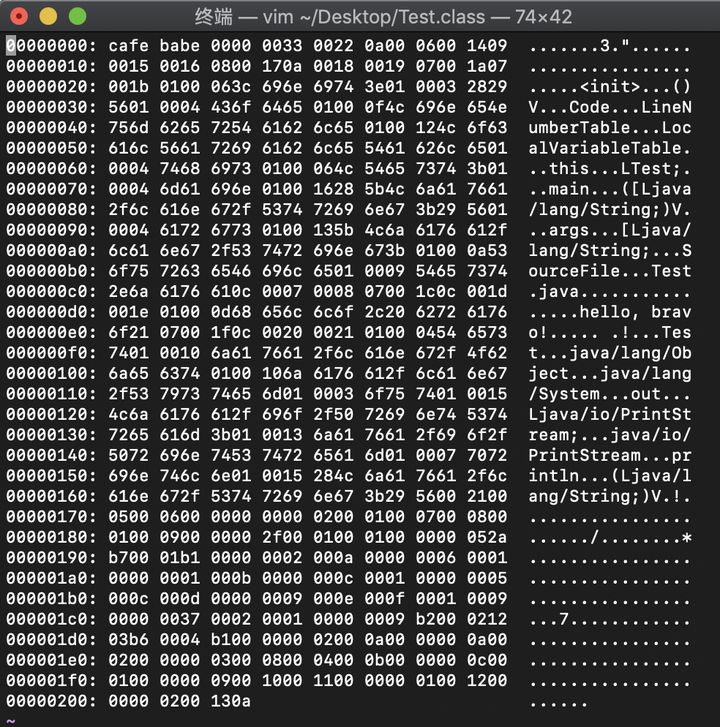 终端 — vim ~/Desktop/Test.class — 74×42
00000000: cafe babe 0000 0033 0022 0a00 0600 1409  .......3."......
00000010: 0015 0016 0800 170a 0018 0019 0700 1a07  ................
00000020: 001b 0100 063c 696e 6974 3e01 0003 2829  .....<init>...()
00000030: 5601 0004 436f 6465 0100 0f4c 696e 654e  V...Code...LineN
00000040: 756d 6265 7254 6162 6c65 0100 124c 6f63  umberTable...Loc
00000050: 616c 5661 7269 6162 6c65 5461 626c 6501  alVariableTable.
00000060: 0004 7468 6973 0100 064c 5465 7374 3b01  ..this...LTest;.
00000070: 0004 6d61 696e 0100 1628 5b4c 6a61 7661  ..main...([Ljava
00000080: 2f6c 616e 672f 5374 7269 6e67 3b29 5601  /lang/String;)V.
00000090: 0004 6172 6773 0100 135b 4c6a 6176 612f  ..args...[Ljava/
000000a0: 6c61 6e67 2f53 7472 696e 673b 0100 0a53  lang/String;...S
000000b0: 6f75 7263 6546 696c 6501 0009 5465 7374  ourceFile...Test
000000c0: 2e6a 6176 610c 0007 0008 0700 1c0c 001d  .java...........
000000d0: 001e 0100 0d68 656c 6c6f 2c20 6272 6176  .....hello, brav
000000e0: 6f21 0700 1f0c 0020 0021 0100 0454 6573  o!..... .!...Tes
000000f0: 7401 0010 6a61 7661 2f6c 616e 672f 4f62  t...java/lang/Ob
00000100: 6a65 6374 0100 106a 6176 612f 6c61 6e67  ject...java/lang
00000110: 2f53 7973 7465 6d01 0003 6f75 7401 0015  /System...out...
00000120: 4c6a 6176 612f 696f 2f50 7269 6e74 5374  Ljava/io/PrintSt
00000130: 7265 616d 3b01 0013 6a61 7661 2f69 6f2f  ream;...java/io/
00000140: 5072 696e 7453 7472 6561 6d01 0007 7072  PrintStream...pr
00000150: 696e 746c 6e01 0015 284c 6a61 7661 2f6c  intln...(Ljava/l
00000160: 616e 672f 5374 7269 6e67 3b29 5600 2100  ang/String;)V.!.
00000170: 0500 0600 0000 0000 0200 0100 0700 0800  ................
00000180: 0100 0900 0000 2f00 0100 0100 0000 052a  ....../........*
00000190: b700 01b1 0000 0002 000a 0000 0006 0001  ................
000001a0: 0000 0001 000b 0000 000c 0001 0000 0005  ................
000001b0: 000c 000d 0000 0009 000e 000f 0001 0009  ................
000001c0: 0000 0037 0002 0001 0000 0009 b200 0212  ...7............
000001d0: 03b6 0004 b100 0000 0200 0a00 0000 0a00  ................
000001e0: 0200 0000 0300 0800 0400 0b00 0000 0c00  ................
000001f0: 0100 0000 0900 1000 1100 0000 0100 1200  ................
00000200: 0000 0200 130a  ......
~